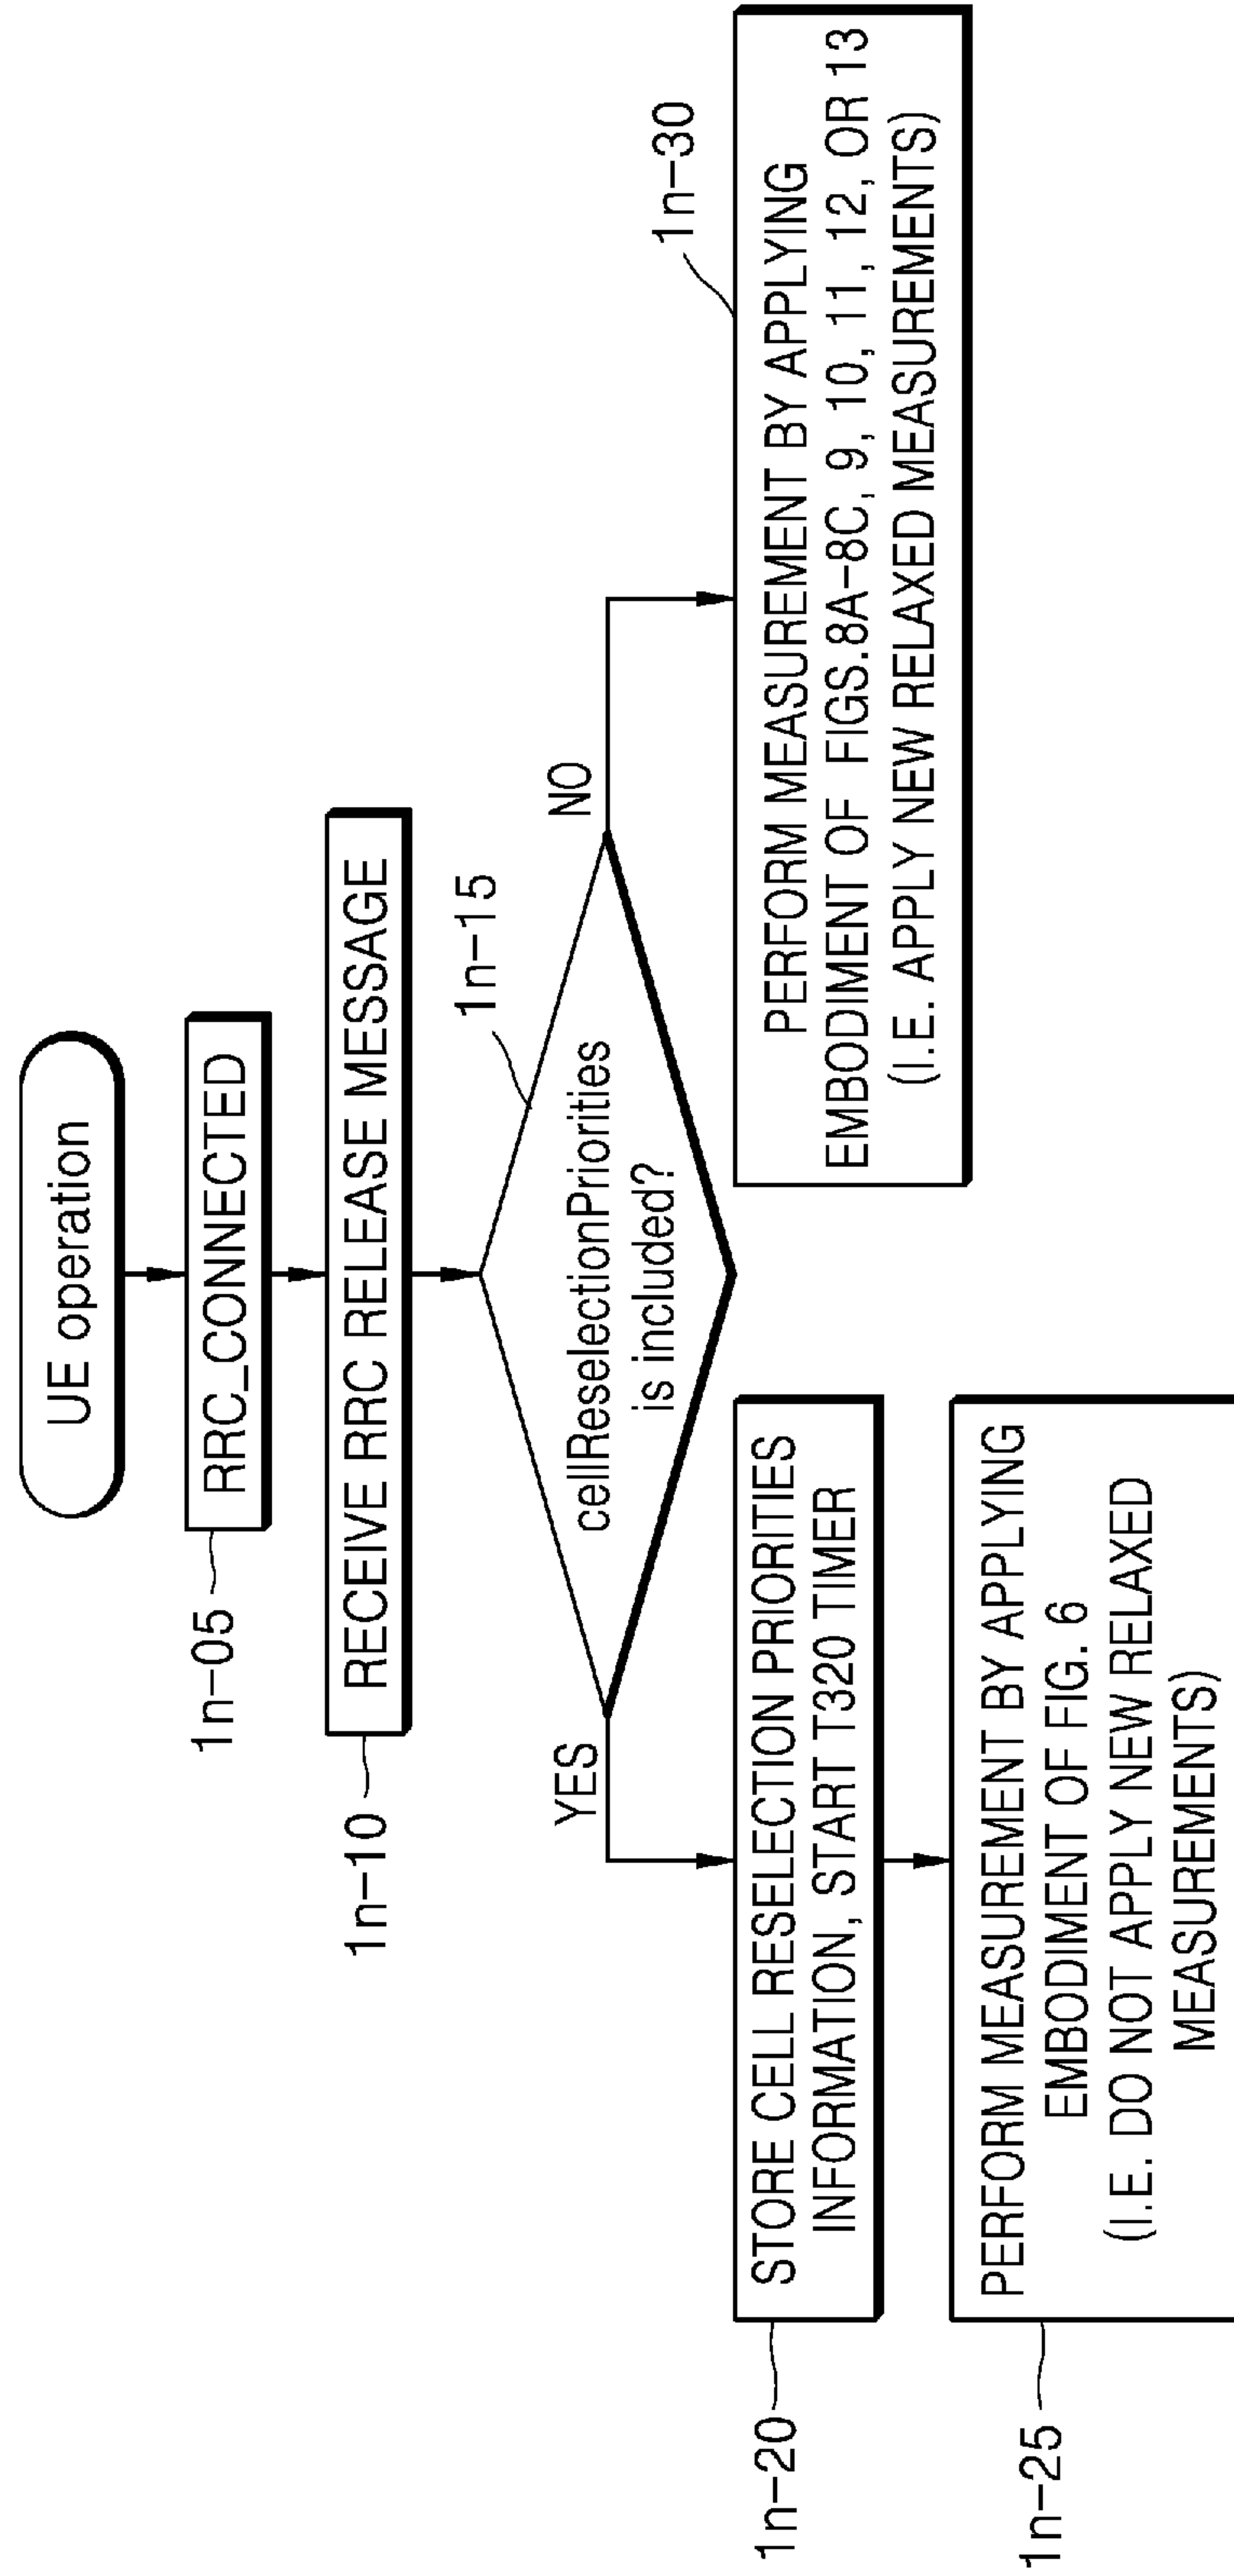 UE operation
1n-05
RRC_CONNECTED
1n-10
RECEIVE RRC RELEASE MESSAGE
1n-15
cellReselectionPriorities
is included?
YES
NO
1n-20
STORE CELL RESELECTION PRIORITIES
INFORMATION, START T320 TIMER
1n-30
PERFORM MEASUREMENT BY APPLYING
EMBODIMENT OF FIGS.8A-8C, 9, 10, 11, 12, OR 13
(I.E. APPLY NEW RELAXED MEASUREMENTS)
1n-25
PERFORM MEASUREMENT BY APPLYING
EMBODIMENT OF FIG. 6
(I.E. DO NOT APPLY NEW RELAXED
MEASUREMENTS)